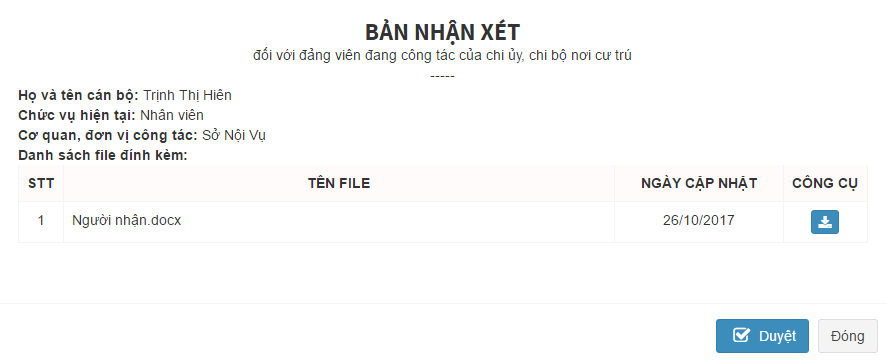 BẢN NHẬN XÉT
đối với đảng viên đang công tác của chi ủy, chi bộ nơi cư trú
-----
Họ và tên cán bộ: Trịnh Thị Hiên
Chức vụ hiện tại: Nhân viên
Cơ quan, đơn vị công tác: Sở Nội Vụ
Danh sách file đính kèm:
STT TÊN FILE NGÀY CẬP NHẬT CÔNG CỤ
1 Người nhận.docx 26/10/2017
Duyệt Đóng